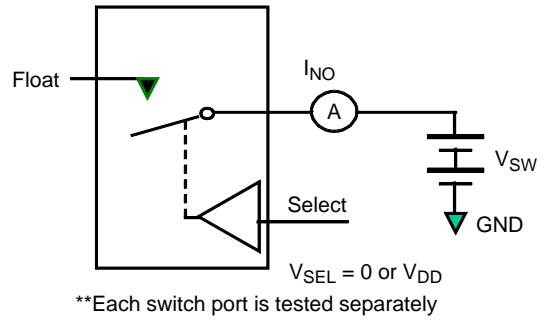 I_NO
Float
A
V_SW
Select
GND
V_SEL = 0 or V_DD
**Each switch port is tested separately